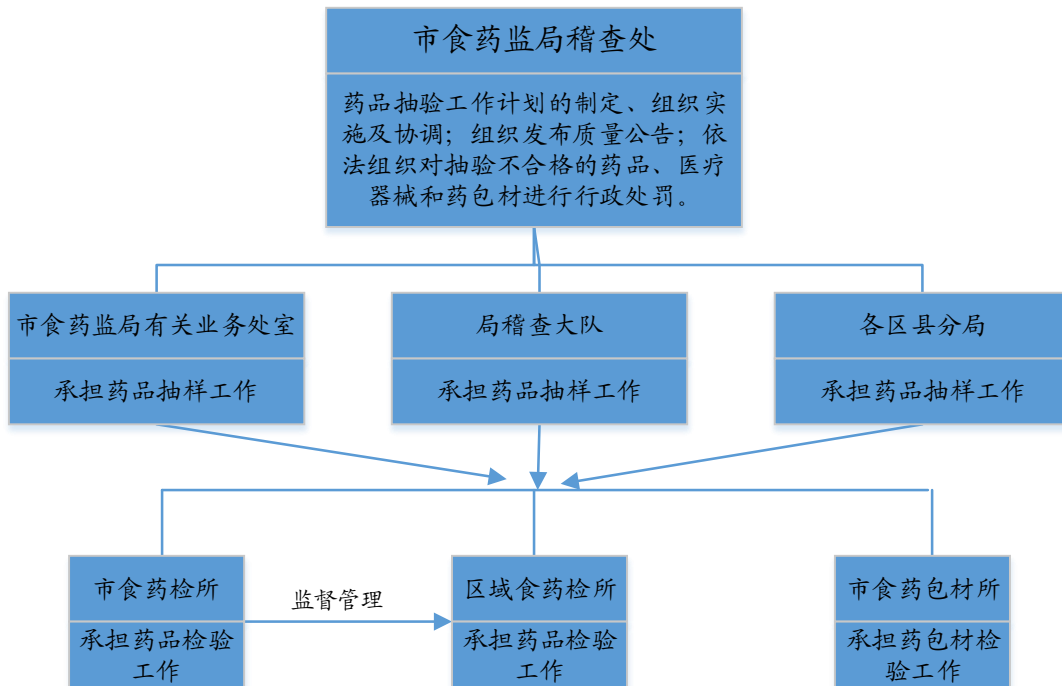 市食药监局稽查处
药品抽验工作计划的制定、组织实
施及协调；组织发布质量公告；依
法组织对抽验不合格的药品、医疗
器械和药包材进行行政处罚。
市食药监局有关业务处室
承担药品抽样工作
局稽查大队
承担药品抽样工作
各区县分局
承担药品抽样工作
市食药检所
承担药品检验
工作
监督管理
区域食药检所
承担药品检验
工作
市食药包材所
承担药包材检
验工作